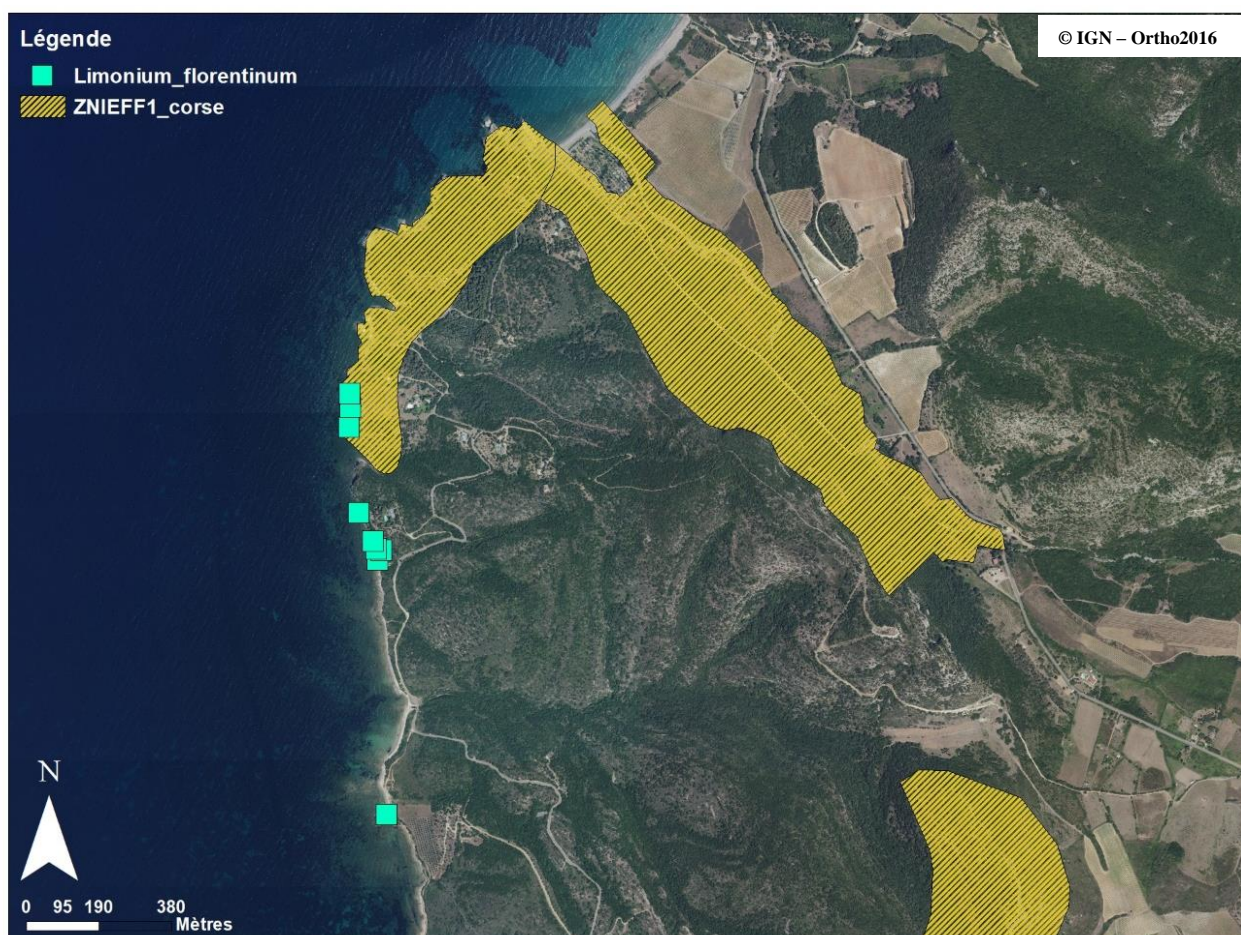 Légende
Limonium_florentinum
ZNIEFF1_corse
© IGN – Ortho2016
N
0 95 190 380
Mètres